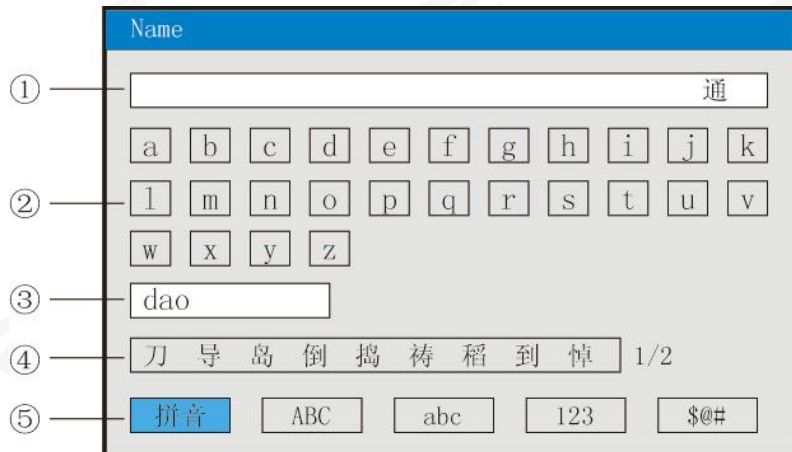 Name
① 通
a b c d e f g h i j k
② l m n o p q r s t u v
w x y z
③ dao
④ 刀 导 岛 倒 捣 祷 稻 到 悼 1/2
⑤ 拼音 ABC abc 123 $@#